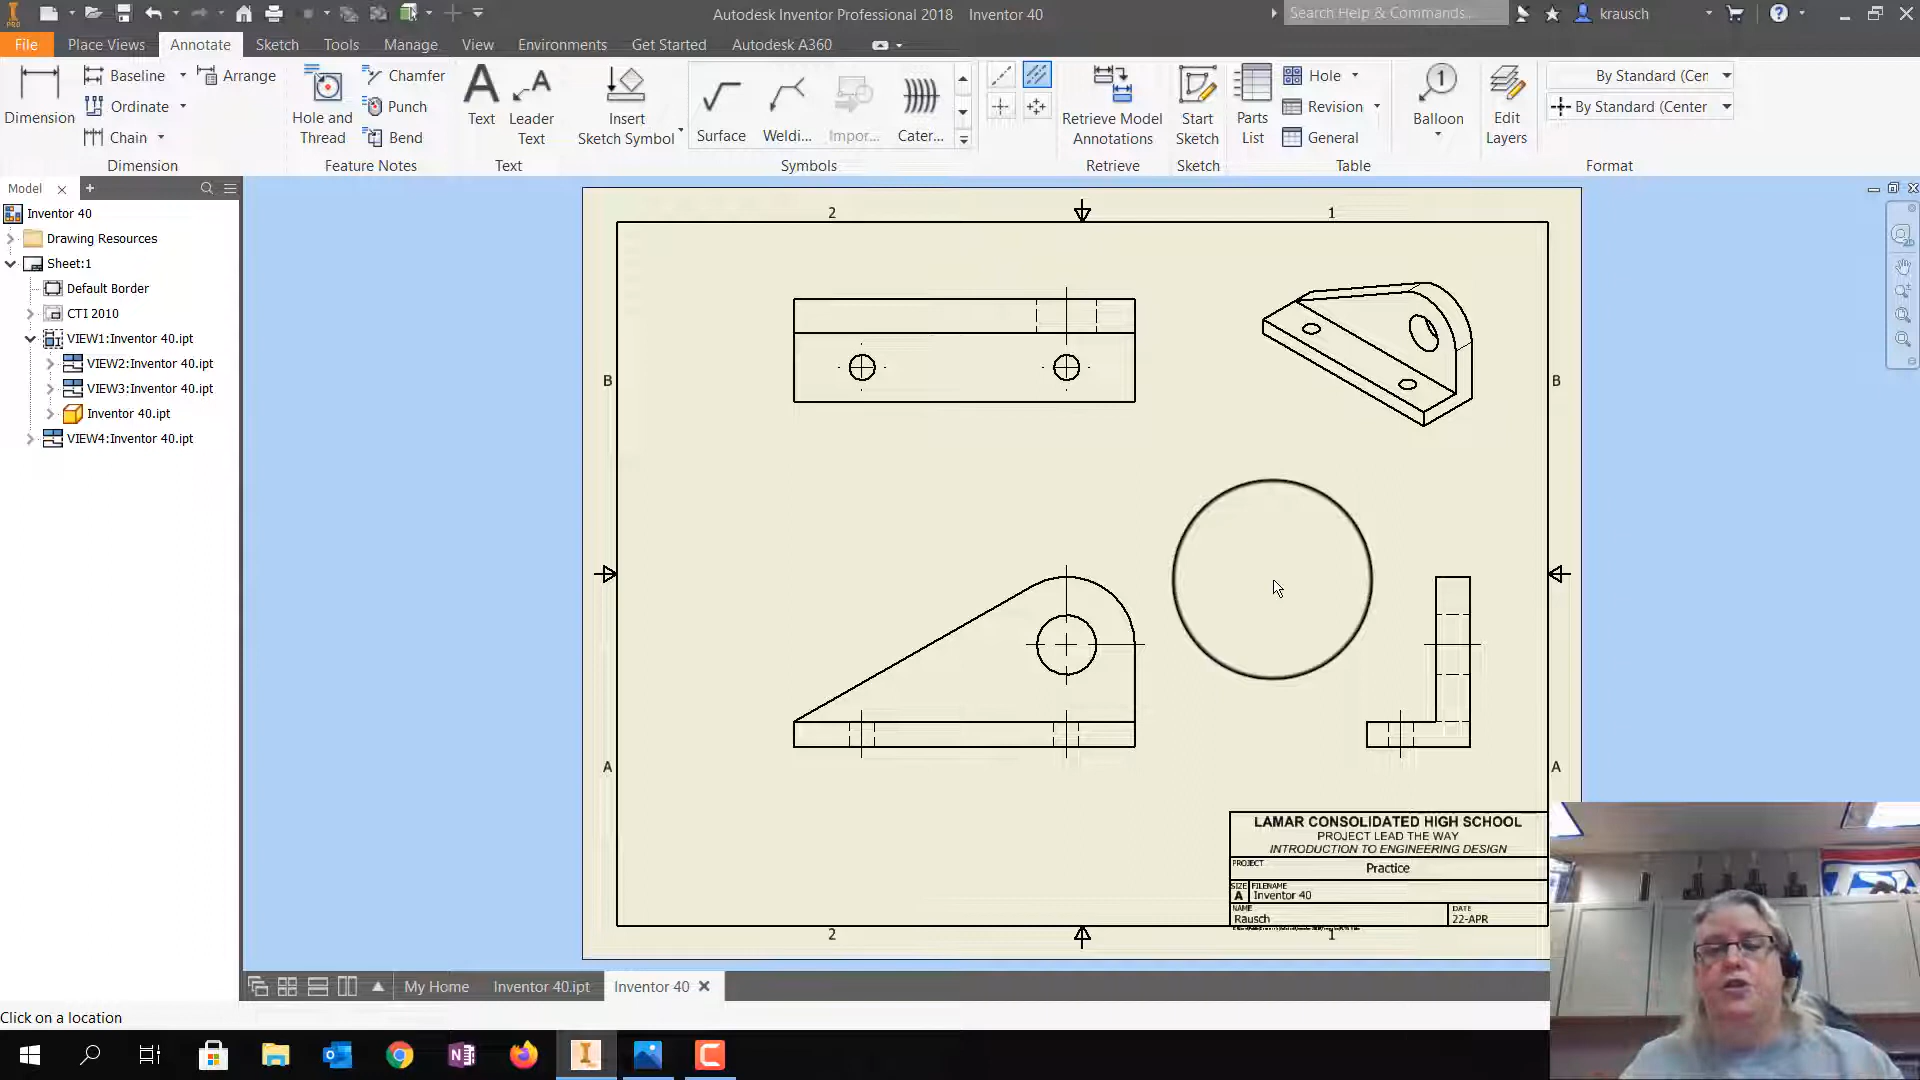 Autodesk Inventor Professional 2018 Inventor 40
Search Help & Commands...
krausch
PRO
File Place Views Annotate Sketch Tools Manage View Environments Get Started Autodesk A360
Dimension
Baseline
Ordinate
Chain
Arrange
Dimension
Hole and Thread
Chamfer
Punch
Bend
Feature Notes
Text
Leader Text
Text
Insert Sketch Symbol
Surface
Weldi...
Impor...
Cater...
Symbols
Retrieve Model Annotations
Retrieve
Start Sketch
Sketch
Parts List
Hole
Revision
General
Table
1
Balloon
Edit Layers
By Standard (Cen
By Standard (Center
Format
Model
Inventor 40
Drawing Resources
Sheet:1
Default Border
CTI 2010
VIEW1:Inventor 40.ipt
VIEW2:Inventor 40.ipt
VIEW3:Inventor 40.ipt
Inventor 40.ipt
VIEW4:Inventor 40.ipt
2 1
B B
A A
LAMAR CONSOLIDATED HIGH SCHOOL
PROJECT LEAD THE WAY
INTRODUCTION TO ENGINEERING DESIGN
PROJECT
Practice
SIZE FILENAME
A Inventor 40
NAME DATE
Rausch 22-APR
2 1
My Home Inventor 40.ipt Inventor 40
Click on a location